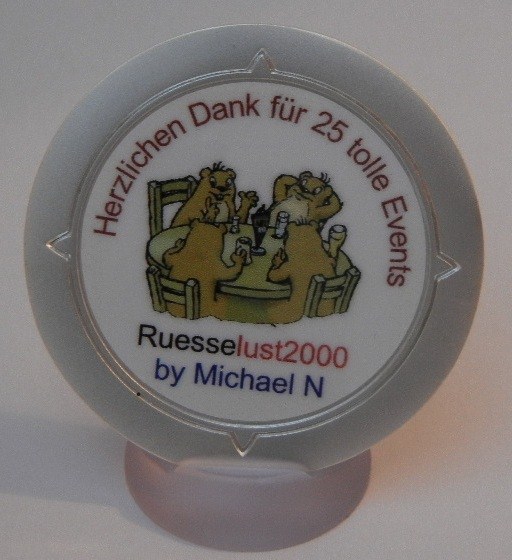 Herzlichen Dank für 25 tolle Events
Ruesselust2000
by Michael N